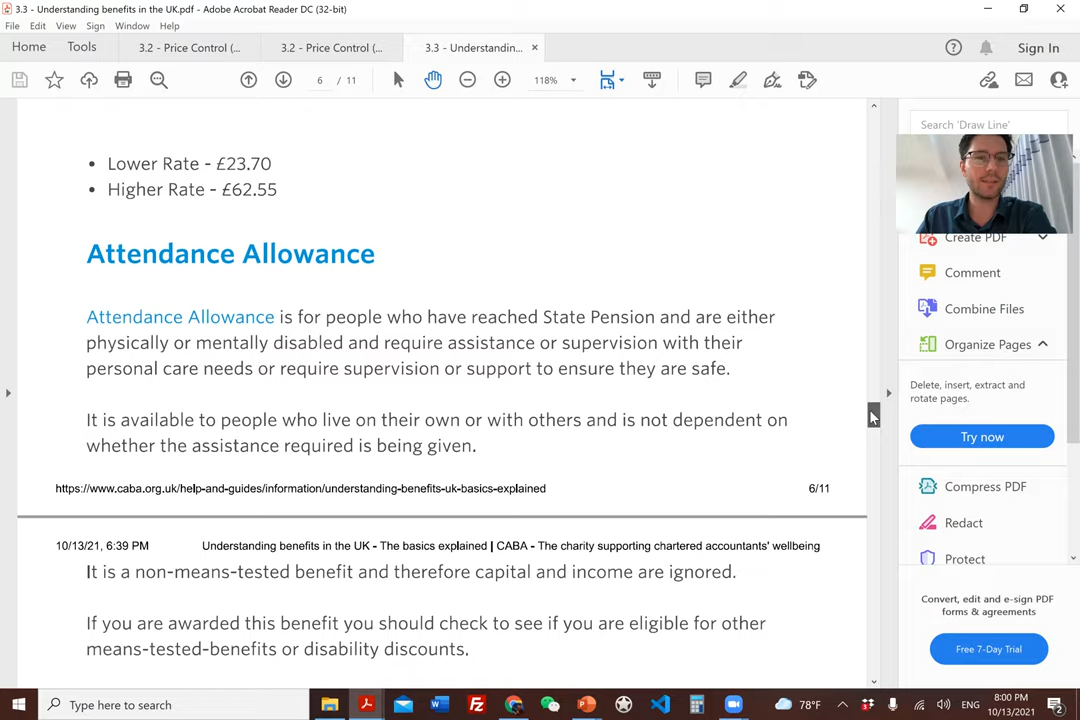 3.3 - Understanding benefits in the UK.pdf - Adobe Acrobat Reader DC (32-bit)
File Edit View Sign Window Help
Home Tools 3.2 - Price Control (... 3.2 - Price Control (... 3.3 - Understandin... × Sign In
6 / 11 118%
Search 'Draw Line'
• Lower Rate - £23.70
• Higher Rate - £62.55
Create PDF
Attendance Allowance
Comment
Combine Files
Organize Pages
Delete, insert, extract and
rotate pages.
Try now
Compress PDF
Redact
Protect
Convert, edit and e-sign PDF
forms & agreements
Free 7-Day Trial
Attendance Allowance is for people who have reached State Pension and are either
physically or mentally disabled and require assistance or supervision with their
personal care needs or require supervision or support to ensure they are safe.
It is available to people who live on their own or with others and is not dependent on
whether the assistance required is being given.
https://www.caba.org.uk/help-and-guides/information/understanding-benefits-uk-basics-explained 6/11
10/13/21, 6:39 PM Understanding benefits in the UK - The basics explained | CABA - The charity supporting chartered accountants' wellbeing
It is a non-means-tested benefit and therefore capital and income are ignored.
If you are awarded this benefit you should check to see if you are eligible for other
means-tested-benefits or disability discounts.
Type here to search
78°F ENG 8:00 PM
10/13/2021 2